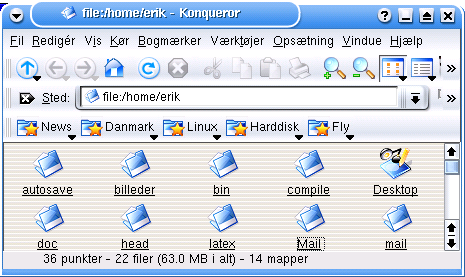 file:/home/erik - Konqueror
Fil Redigér Vis Kør Bogmærker Værktøjer Opsætning Vindue Hjælp
Sted: file:/home/erik
News Danmark Linux Harddisk Fly
autosave billeder bin compile Desktop
doc head latex Mail mail
36 punkter - 22 filer (63.0 MB i alt) - 14 mapper